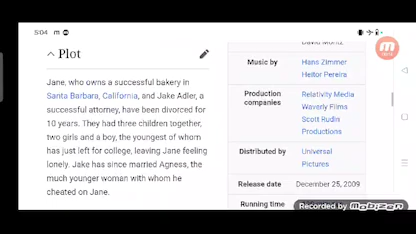 5:04 m
David Moritz
Plot
Jane, who owns a successful bakery in
Santa Barbara, California, and Jake Adler, a
successful attorney, have been divorced for
10 years. They had three children together,
two girls and a boy, the youngest of whom
has just left for college, leaving Jane feeling
lonely. Jake has since married Agness, the
much younger woman with whom he
cheated on Jane.
Music by
Hans Zimmer
Heitor Pereira
Production
companies
Relativity Media
Waverly Films
Scott Rudin
Productions
Distributed by
Universal
Pictures
Release date
December 25, 2009
Running time
Recorded by Mobizen